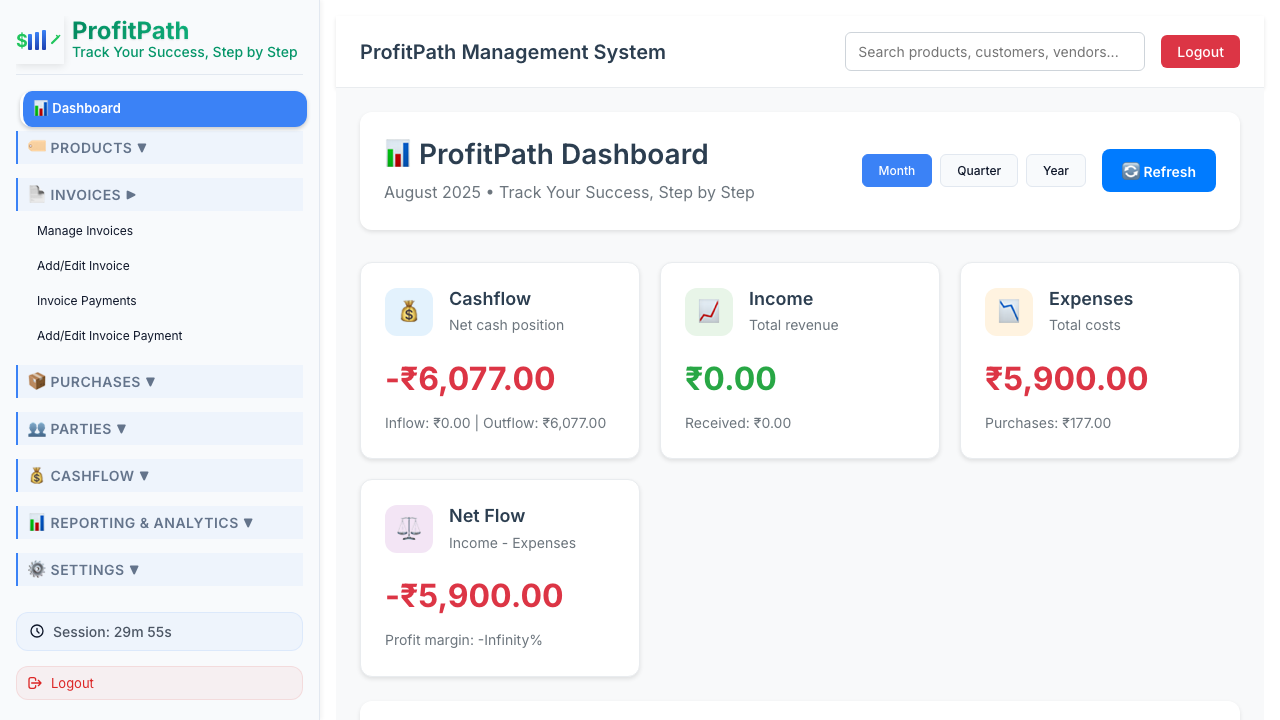 ProfitPath
Track Your Success, Step by Step
Dashboard
PRODUCTS ▼
INVOICES ▶
Manage Invoices
Add/Edit Invoice
Invoice Payments
Add/Edit Invoice Payment
PURCHASES ▼
PARTIES ▼
CASHFLOW ▼
REPORTING & ANALYTICS ▼
SETTINGS ▼
Session: 29m 55s
Logout
ProfitPath Management System
Search products, customers, vendors...
Logout
ProfitPath Dashboard
August 2025 • Track Your Success, Step by Step
Month
Quarter
Year
Refresh
Cashflow
Net cash position
-₹6,077.00
Inflow: ₹0.00 | Outflow: ₹6,077.00
Income
Total revenue
₹0.00
Received: ₹0.00
Expenses
Total costs
₹5,900.00
Purchases: ₹177.00
Net Flow
Income - Expenses
-₹5,900.00
Profit margin: -Infinity%